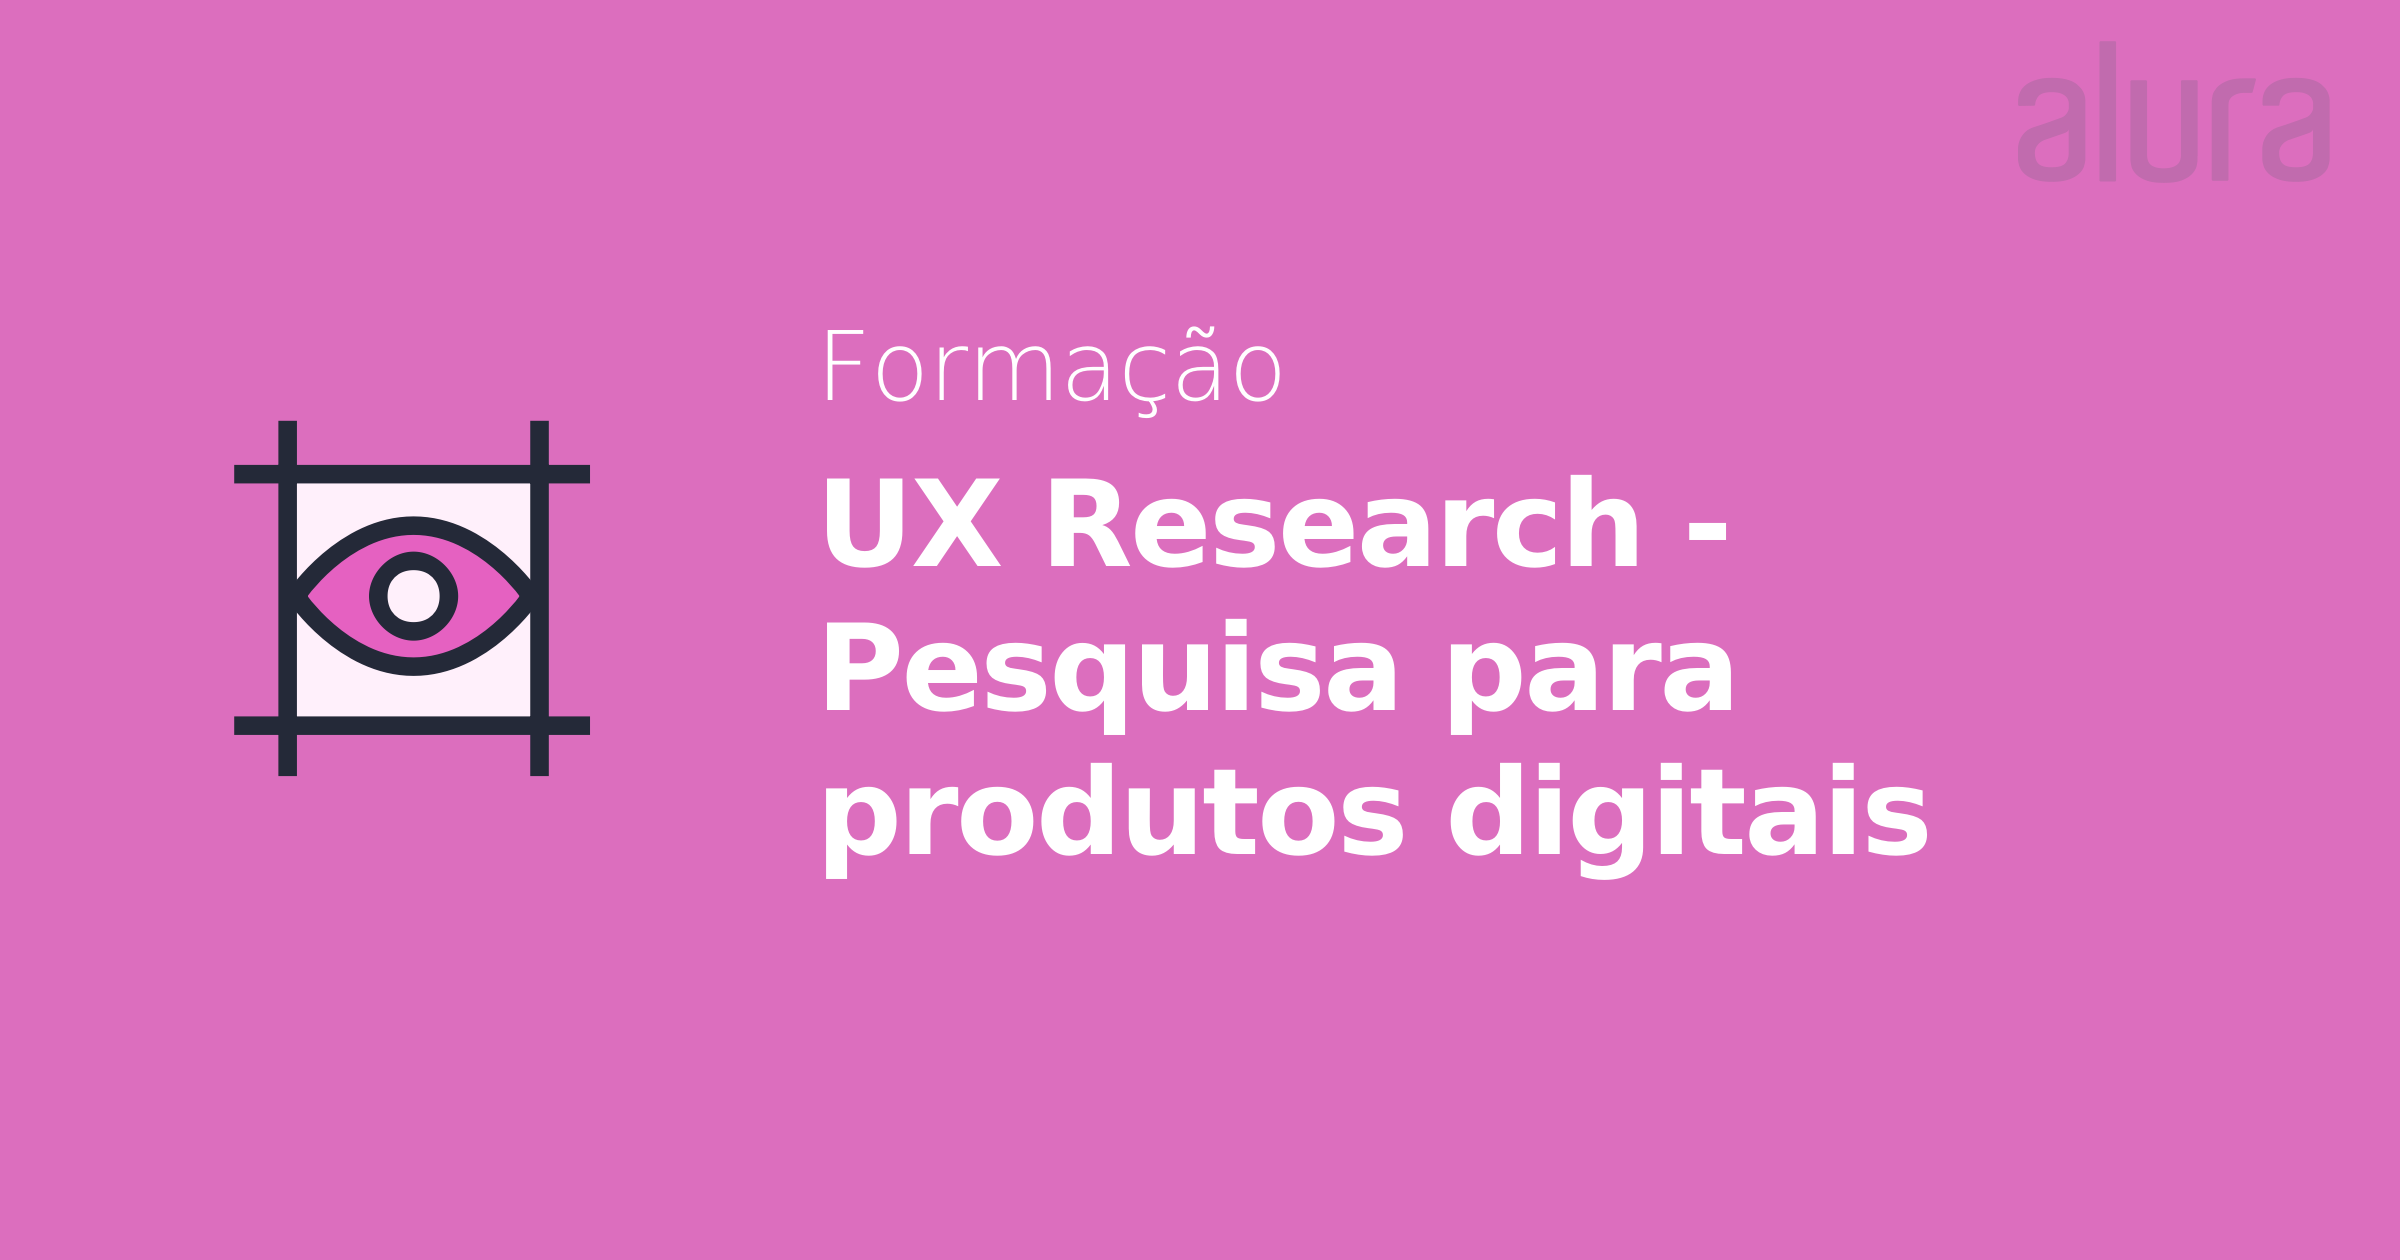 alura
Formação
UX Research -
Pesquisa para
produtos digitais